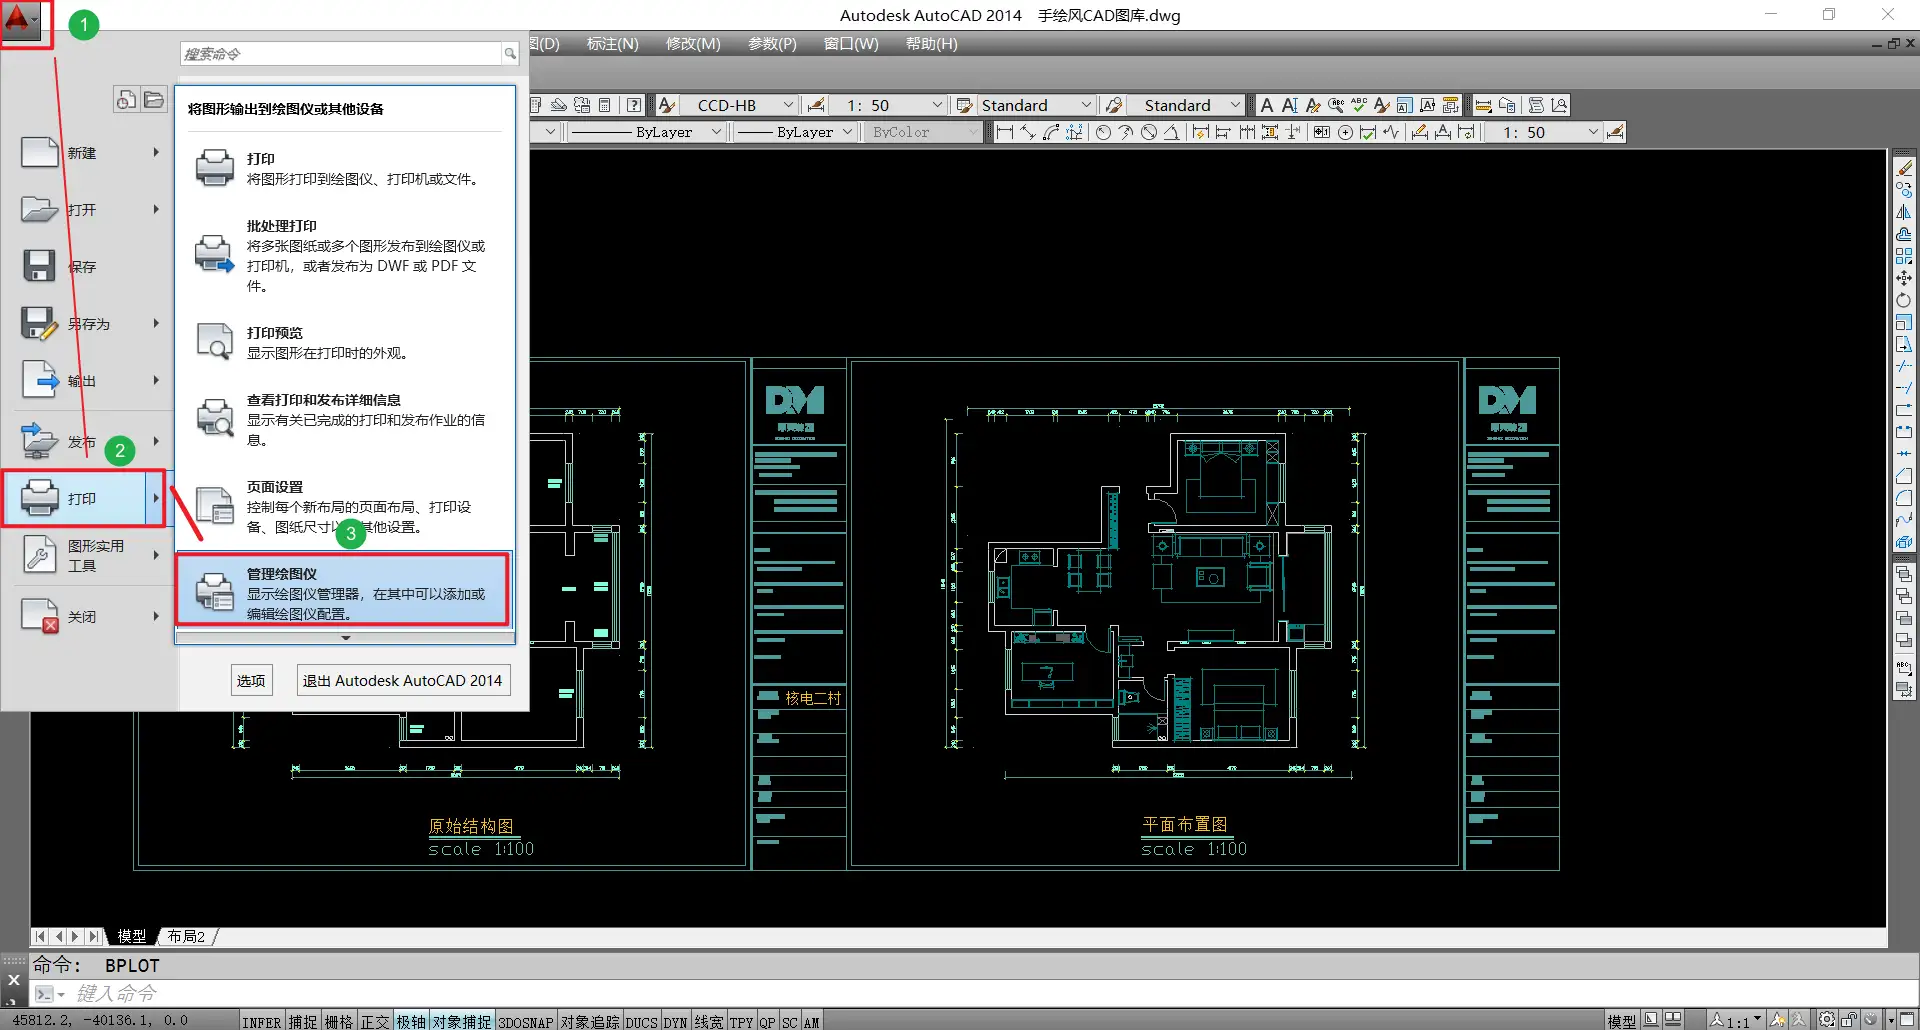 1
Autodesk AutoCAD 2014 手绘风CAD图库.dwg
搜索命令
图(D) 标注(N) 修改(M) 参数(P) 窗口(W) 帮助(H)
CCD-HB 1: 50 Standard Standard
ByLayer ByLayer ByColor 1: 50
将图形输出到绘图仪或其他设备
新建
打开
保存
另存为
输出
发布
2
打印
图形实用
工具
关闭
打印
将图形打印到绘图仪、打印机或文件。
批处理打印
将多张图纸或多个图形发布到绘图仪或
打印机，或者发布为 DWF 或 PDF 文
件。
打印预览
显示图形在打印时的外观。
查看打印和发布详细信息
显示有关已完成的打印和发布作业的信
息。
页面设置
控制每个新布局的页面布局、打印设
备、图纸尺寸 其他设置。
3
管理绘图仪
显示绘图仪管理器，在其中可以添加或
编辑绘图仪配置。
选项 退出 Autodesk AutoCAD 2014
DM
DM
核电二村
原始结构图
scale 1:100
平面布置图
scale 1:100
模型 布局2
命令: BPLOT
键入命令
45812.2, -40136.1, 0.0 INFER 捕捉 栅格 正交 极轴 对象捕捉 3DOSNAP 对象追踪 DUCS DYN 线宽 TPY QP SC AM 模型 1:1